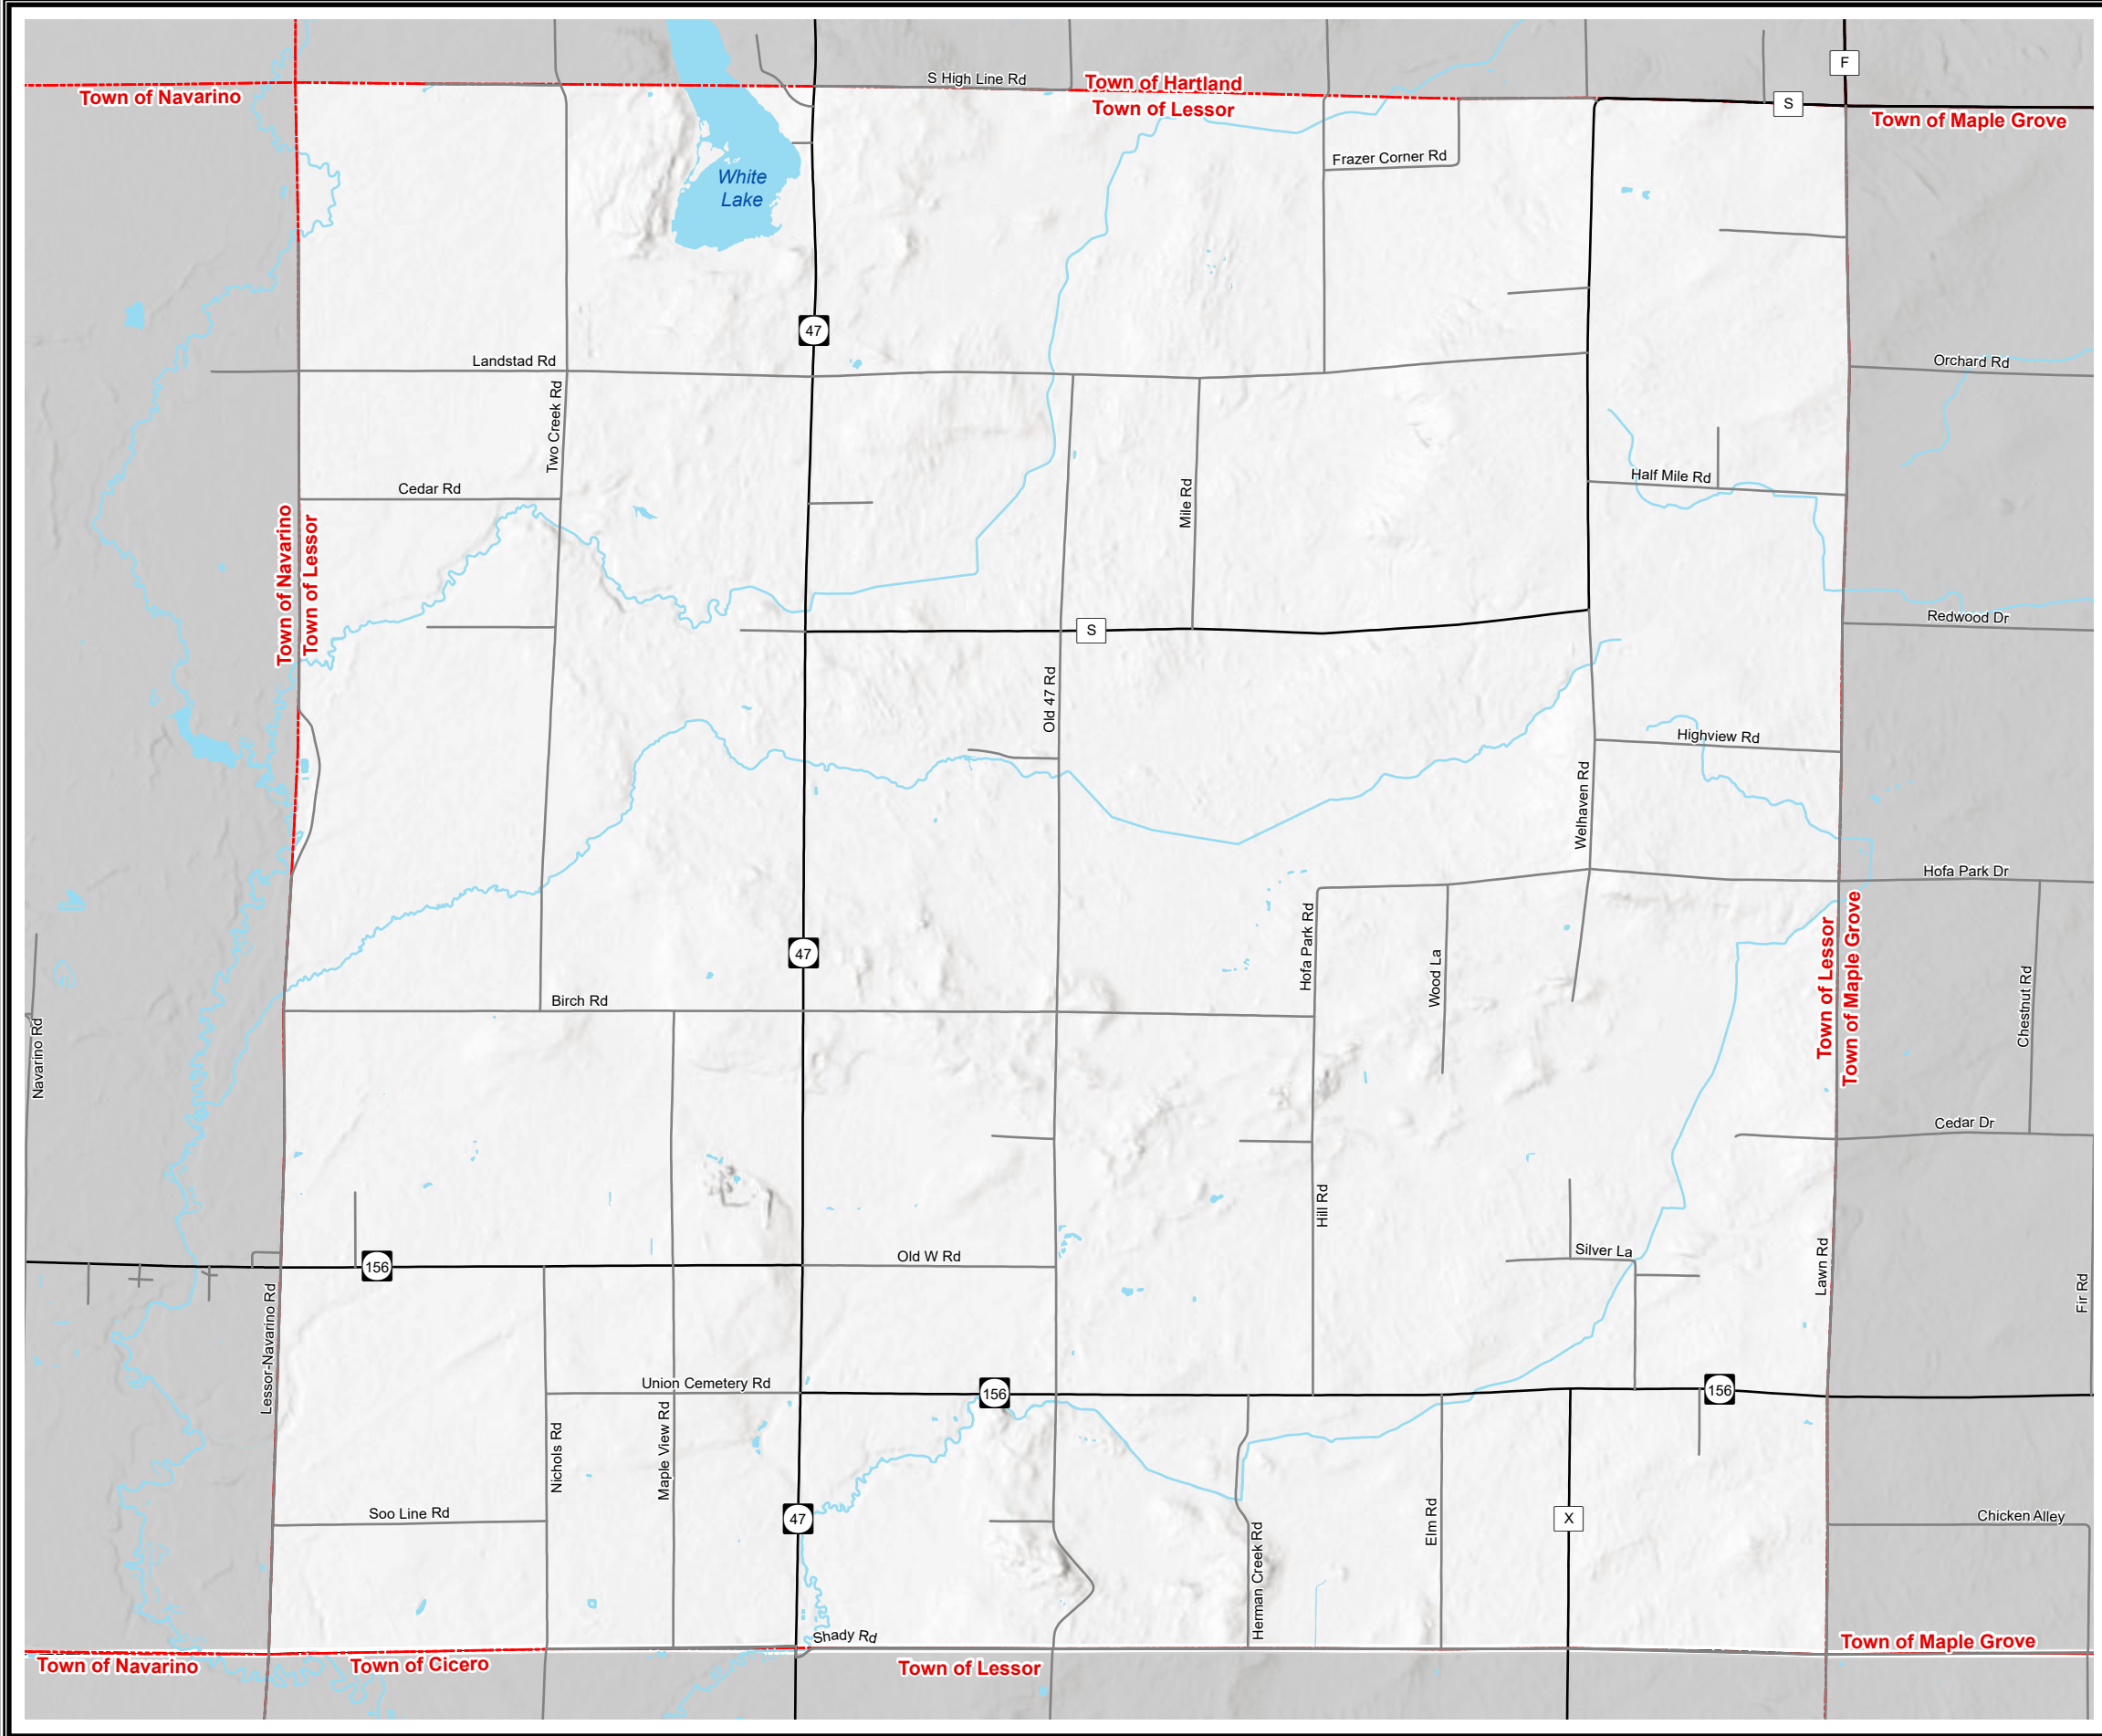 F
S High Line Rd
Town of Hartland
Town of Navarino
S
Town of Lessor
Town of Maple Grove
Frazer Corner Rd
White
Lake
47
Landstad Rd
Orchard Rd
Two Creek Rd
Half Mile Rd
Cedar Rd
Mile Rd
Town of Navarino
Town of Lessor
Redwood Dr
S
Old 47 Rd
Highview Rd
Welhaven Rd
Hofa Park Dr
Hofa Park Rd
47
Wood La
Town of Lessor
Town of Maple Grove
Chestnut Rd
Birch Rd
Navarino Rd
Cedar Dr
Hill Rd
Silver La
Old W Rd
156
Lawn Rd
Fir Rd
Lessor-Navarino Rd
Union Cemetery Rd
156
156
Maple View Rd
Nichols Rd
Soo Line Rd
47
Elm Rd
X
Chicken Alley
Herman Creek Rd
Shady Rd
Town of Maple Grove
Town of Navarino
Town of Cicero
Town of Lessor